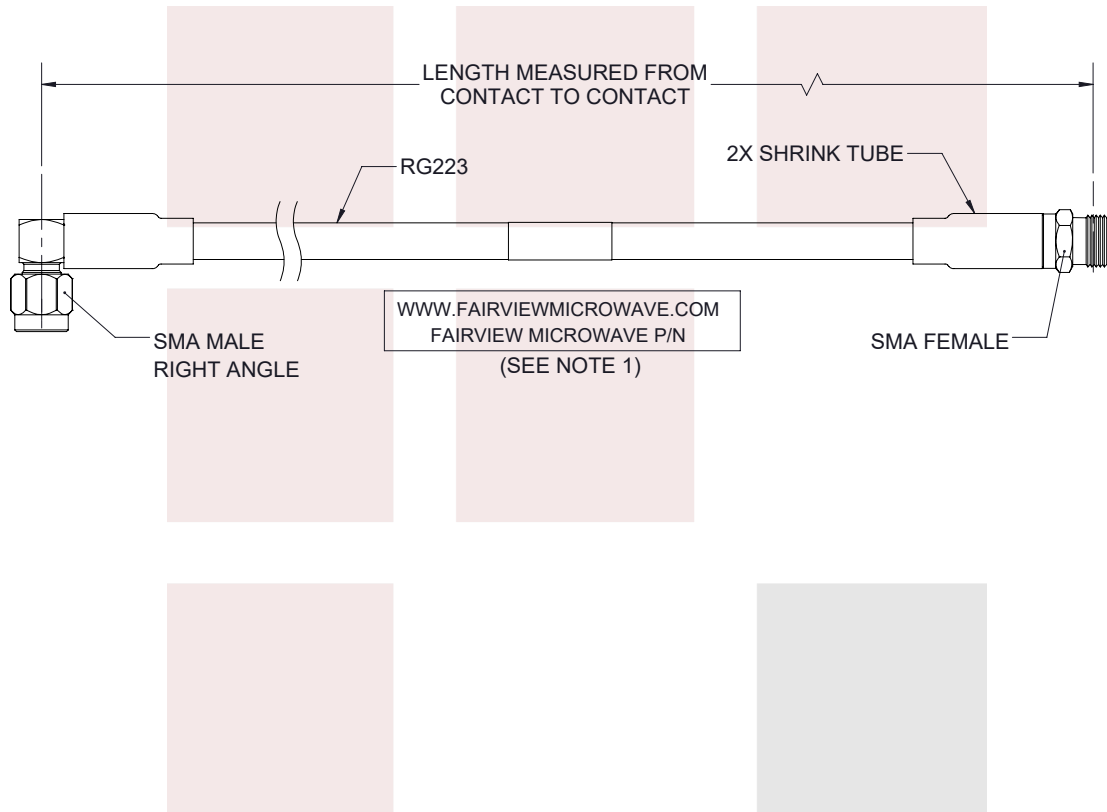 LENGTH MEASURED FROM
CONTACT TO CONTACT
RG223
2X SHRINK TUBE
SMA MALE
RIGHT ANGLE
WWW.FAIRVIEWMICROWAVE.COM
FAIRVIEW MICROWAVE P/N
(SEE NOTE 1)
SMA FEMALE